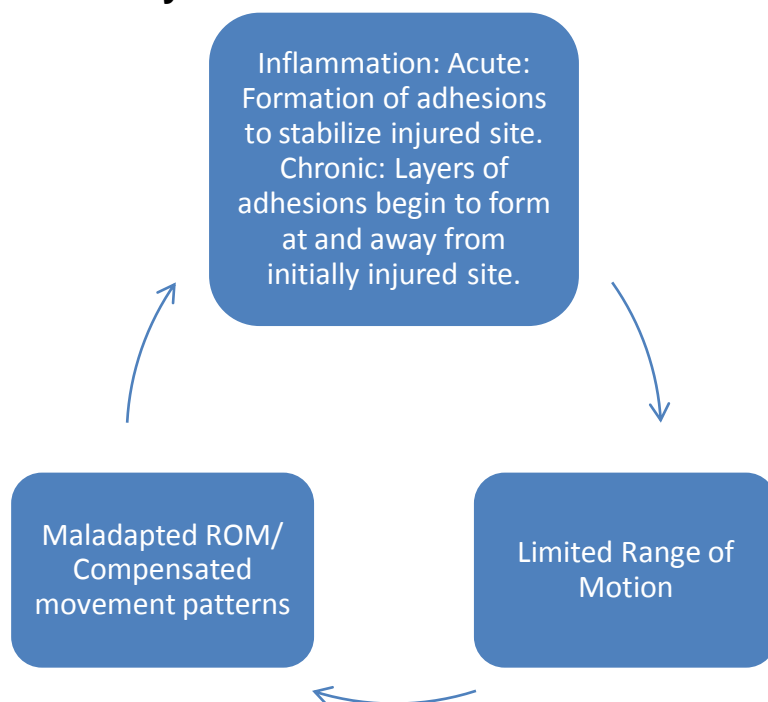 Inflammation: Acute:
Formation of adhesions
to stabilize injured site.
Chronic: Layers of
adhesions begin to form
at and away from
initially injured site.
Limited Range of
Motion
Maladapted ROM/
Compensated
movement patterns